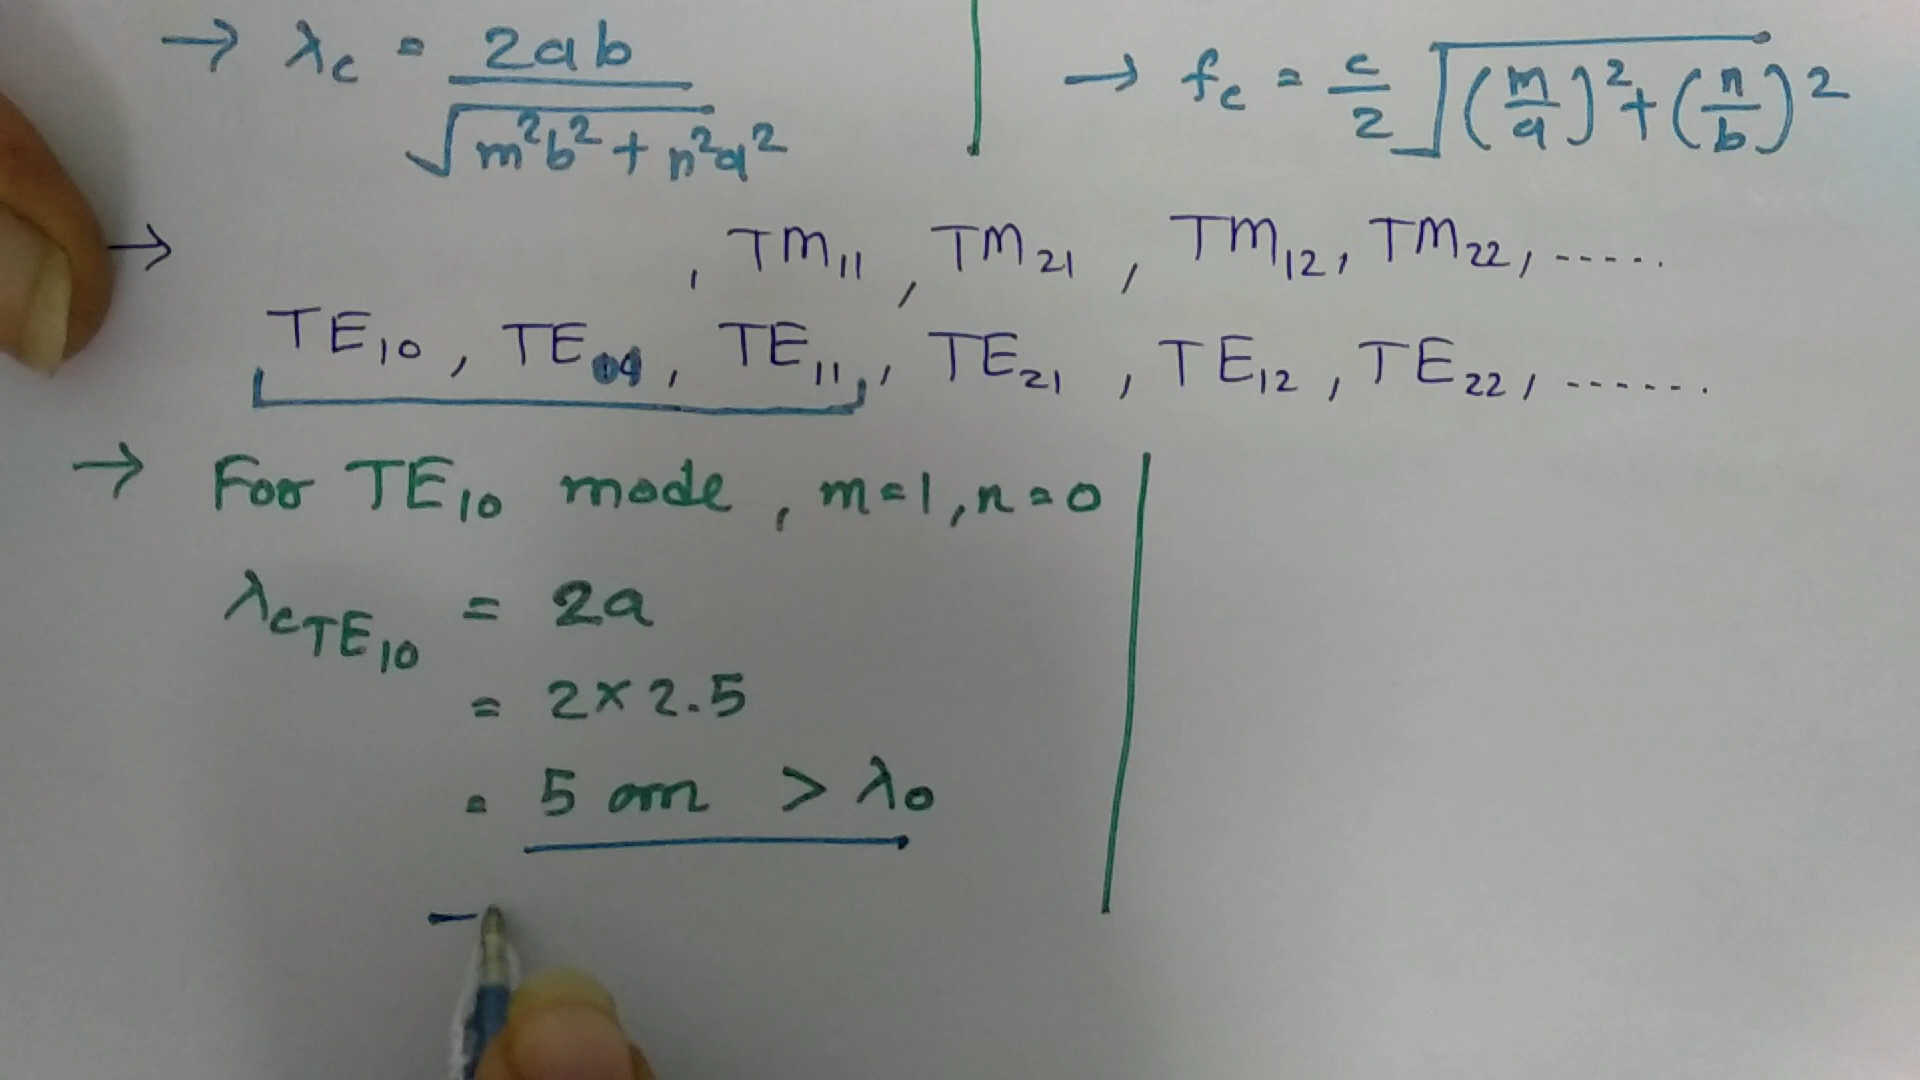 → λc = 2ab / √(m²b² + n²a²)
→ fc = c/2 √((m/a)² + (n/b)²)
→ , TM11, TM21, TM12, TM22, .....
TE10, TE01, TE11, TE21, TE12, TE22, ......
→ For TE10 mode, m=1, n=0
λcTE10 = 2a
= 2×2.5
= 5 cm > λ0